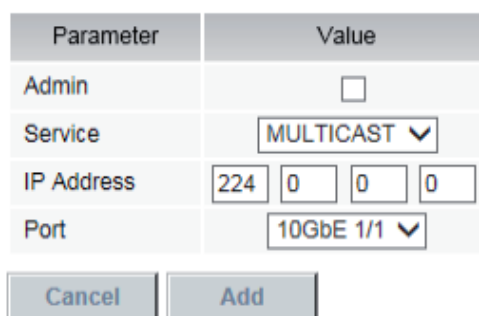 Parameter Value
Admin
Service MULTICAST
IP Address 224 0 0 0
Port 10GbE 1/1
Cancel Add